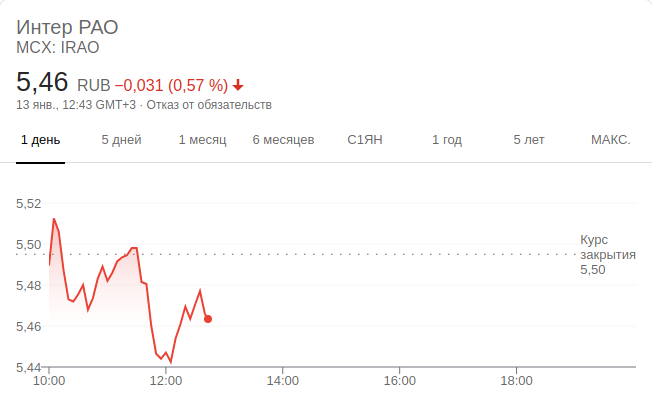 Интер РАО
MCX: IRAO
5,46 RUB −0,031 (0,57 %)
13 янв., 12:43 GMT+3 · Отказ от обязательств
1 день 5 дней 1 месяц 6 месяцев С1ЯН 1 год 5 лет МАКС.
5,52
5,50
5,48
5,46
5,44
Курс
закрытия
5,50
10:00 12:00 14:00 16:00 18:00